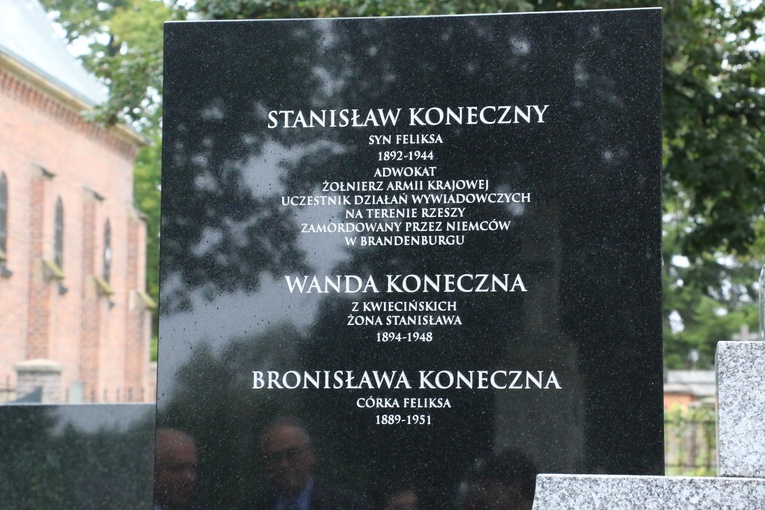 STANISŁAW KONECZNY
SYN FELIKSA
1892-1944
ADWOKAT
ŻOŁNIERZ ARMII KRAJOWEJ
UCZESTNIK DZIAŁAŃ WYWIADOWCZYCH
NA TERENIE RZESZY
ZAMORDOWANY PRZEZ NIEMCÓW
W BRANDENBURGU
WANDA KONECZNA
Z KWIECIŃSKICH
ŻONA STANISŁAWA
1894-1948
BRONISŁAWA KONECZNA
CÓRKA FELIKSA
1889-1951